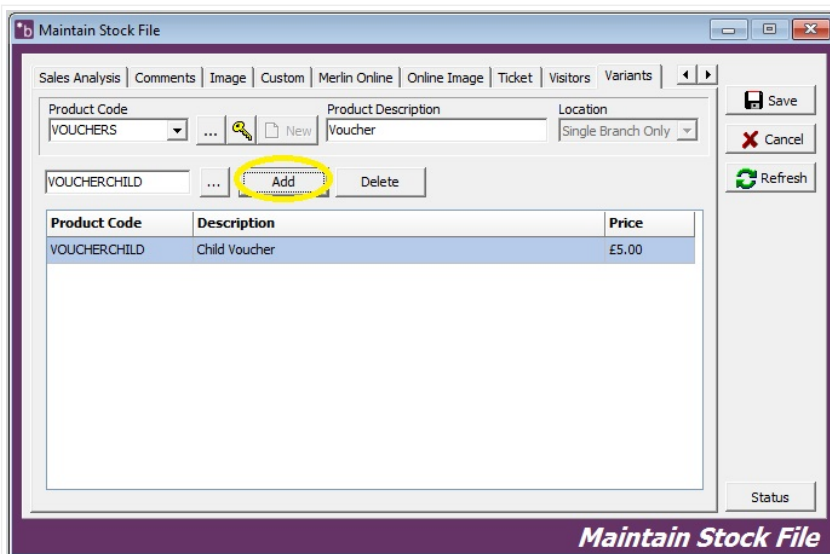 b Maintain Stock File
Sales Analysis Comments Image Custom Merlin Online Online Image Ticket Visitors Variants
Product Code Product Description Location
VOUCHERS ... New Voucher Single Branch Only
VOUCHERCHILD ... Add Delete
Product Code Description Price
VOUCHERCHILD Child Voucher £5.00
Save
Cancel
Refresh
Status
Maintain Stock File